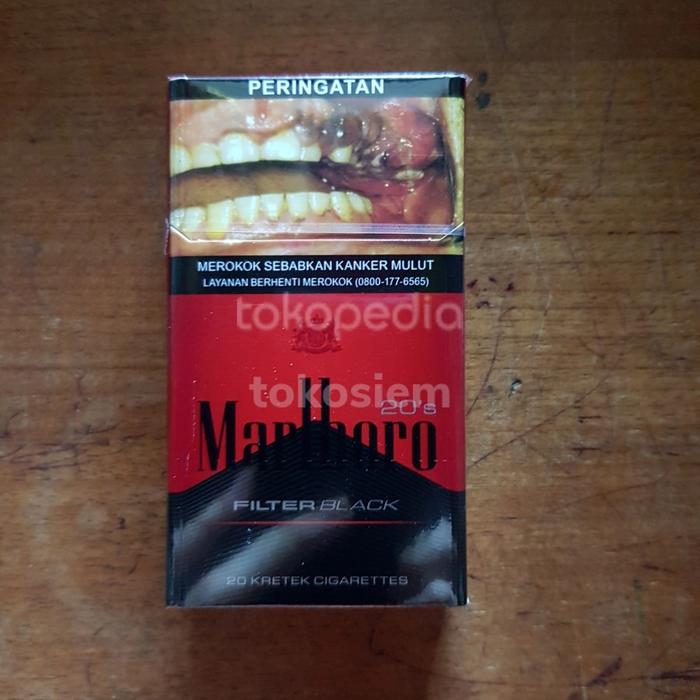 PERINGATAN
MEROKOK SEBABKAN KANKER MULUT
LAYANAN BERHENTI MEROKOK (0800-177-6565)
tokopedia
tokosiem
20's
Marlboro
FILTER BLACK
20 KRETEK CIGARETTES